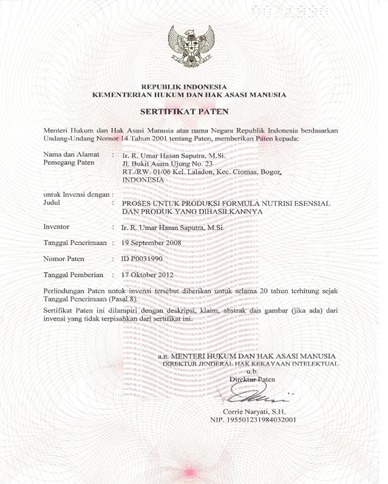 REPUBLIK INDONESIA
KEMENTERIAN HUKUM DAN HAK ASASI MANUSIA
SERTIFIKAT PATEN
Menteri Hukum dan Hak Asasi Manusia atas nama Negara Republik Indonesia berdasarkan
Undang-Undang Nomor 14 Tahun 2001 tentang Paten, memberikan Paten kepada:
Nama dan Alamat : Ir. R. Umar Hasan Saputra, M.Si.
Pemegang Paten Jl. Bukit Asam Ujung No. 23
RT./RW: 01/06 Kel. Laladon, Kec. Ciomas, Bogor,
INDONESIA
untuk Invensi dengan :
Judul : PROSES UNTUK PRODUKSI FORMULA NUTRISI ESENSIAL
DAN PRODUK YANG DIHASILKANNYA
Inventor : Ir. R. Umar Hasan Saputra, M.Si.
Tanggal Penerimaan : 19 September 2008
Nomor Paten : ID P0031990
Tanggal Pemberian : 17 Oktober 2012
Perlindungan Paten untuk invensi tersebut diberikan untuk selama 20 tahun terhitung sejak
Tanggal Penerimaan (Pasal 8)
Sertifikat Paten ini dilampiri dengan deskripsi, klaim, abstrak dan gambar (jika ada) dari
invensi yang tidak terpisahkan dari sertifikat ini.
a.n. MENTERI HUKUM DAN HAK ASASI MANUSIA
DIREKTUR JENDERAL HAK KEKAYAAN INTELEKTUAL
u.b.
Direktur Paten
Corrie Naryati, S.H.
NIP. 195501231984032001